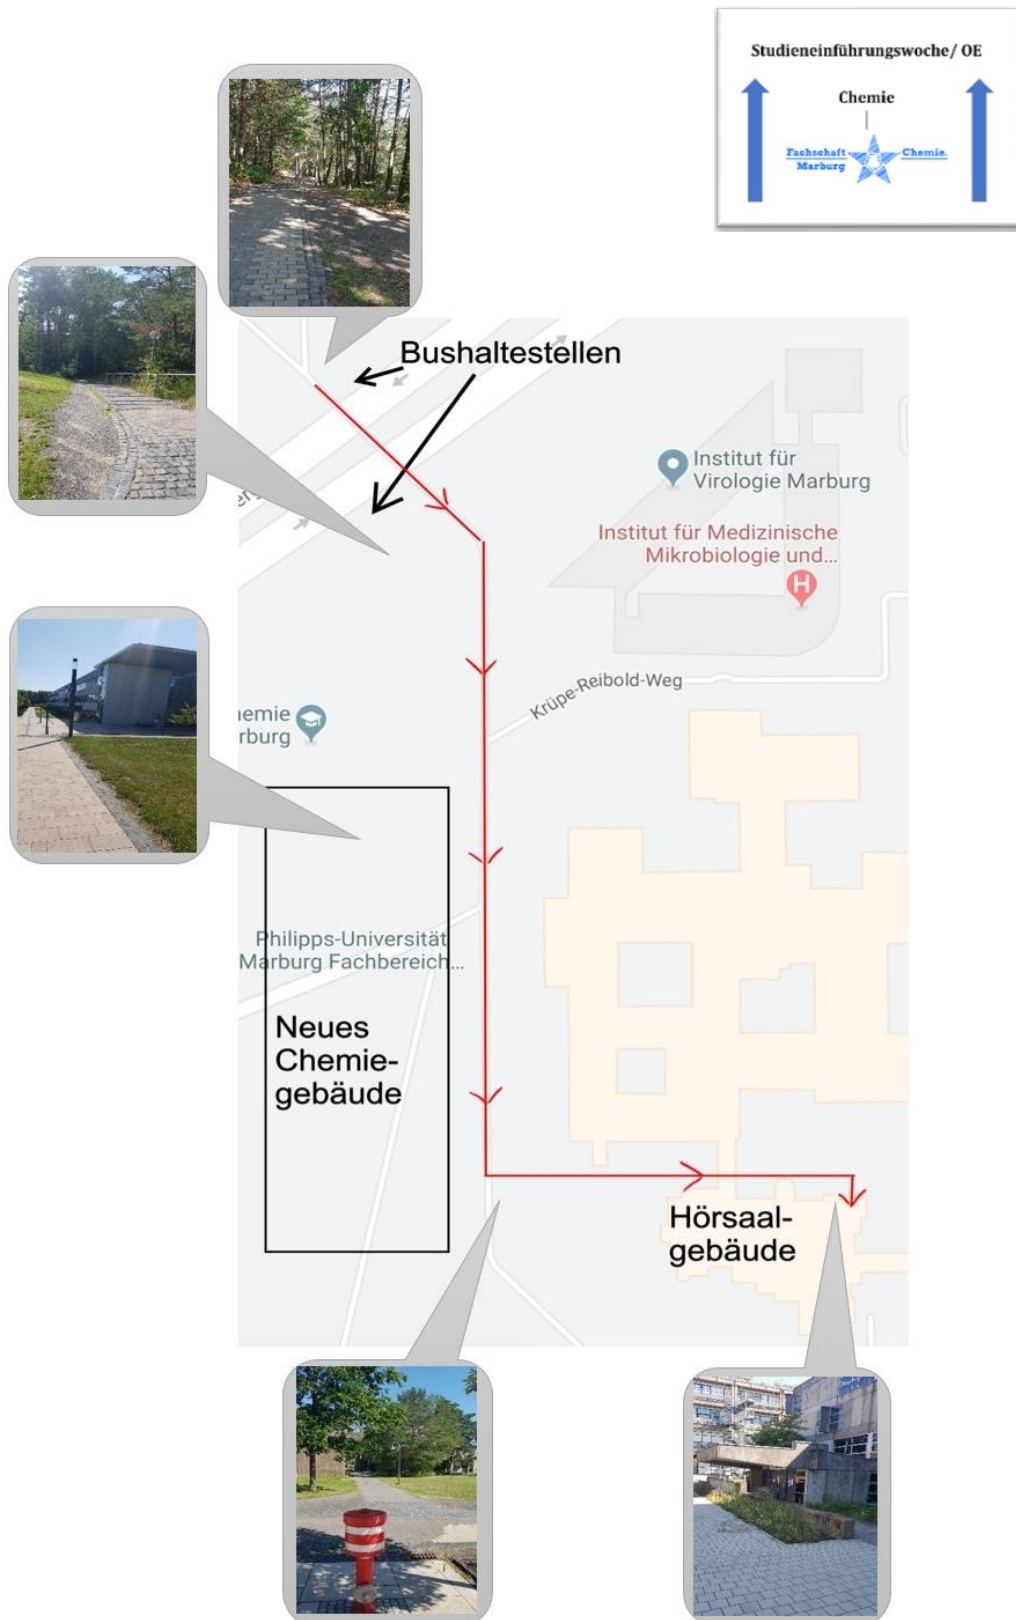 Studieneinführungswoche/ OE
Chemie
Fachschaft Chemie.
Marburg
Bushaltestellen
Institut für
Virologie Marburg
Institut für Medizinische
Mikrobiologie und...
H
Krüpe-Reibold-Weg
hemie
rburg
Philipps-Universität
Marburg Fachbereich...
Neues
Chemie-
gebäude
Hörsaal-
gebäude